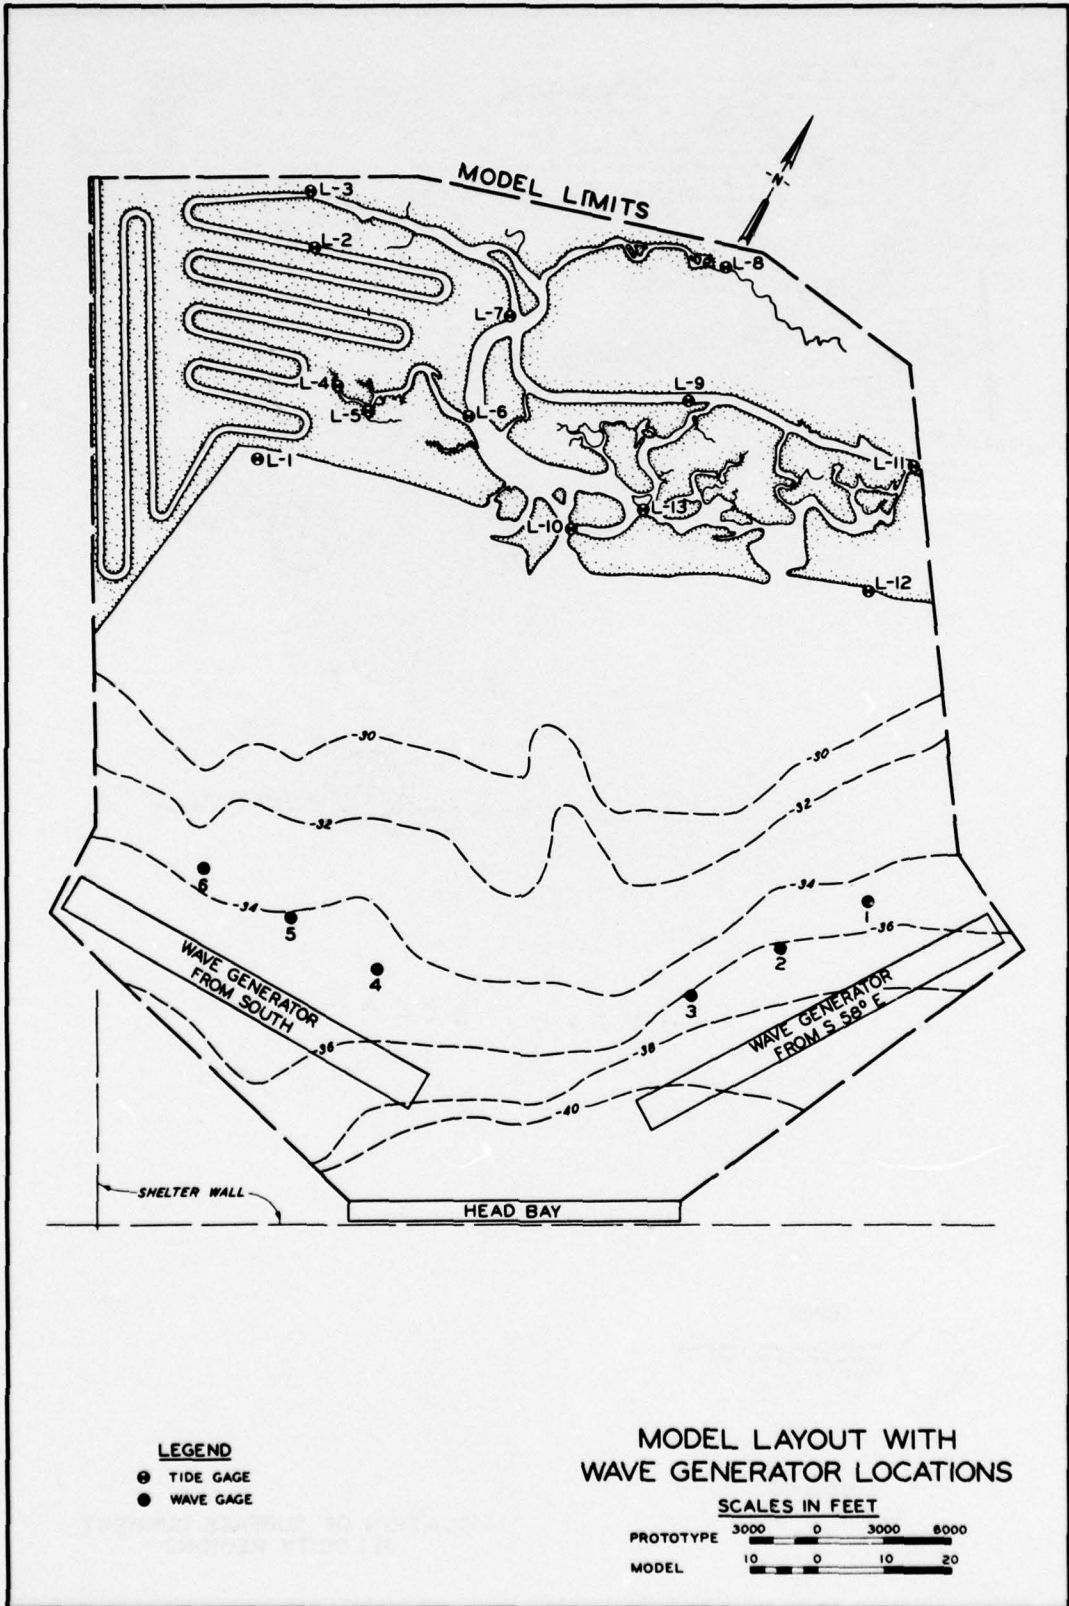 N
MODEL LIMITS
L-3
L-2
L-8
L-7
L-4
L-5
L-9
L-6
L-1
L-11
L-10
L-13
L-12
-30
-30
-32
-32
-34
-34
-36
-36
-38
-40
6
5
4
1
2
3
WAVE GENERATOR
FROM SOUTH
WAVE GENERATOR
FROM S 58° E
SHELTER WALL
HEAD BAY
LEGEND
TIDE GAGE
WAVE GAGE
MODEL LAYOUT WITH
WAVE GENERATOR LOCATIONS
SCALES IN FEET
PROTOTYPE 3000 0 3000 6000
MODEL 10 0 10 20